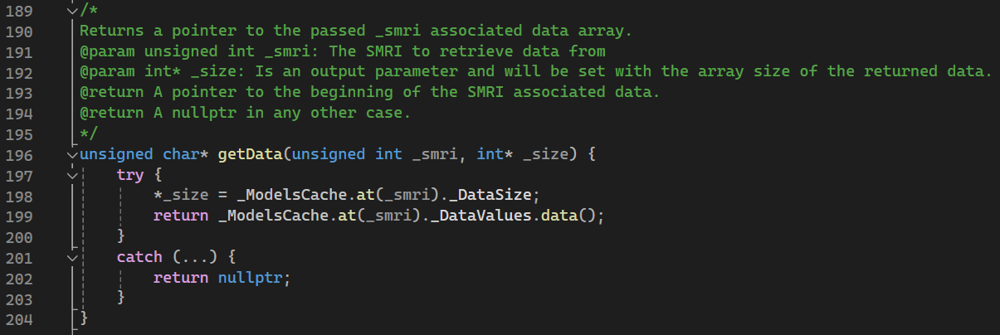 189 /*
190 Returns a pointer to the passed _smri associated data array.
191 @param unsigned int _smri: The SMRI to retrieve data from
192 @param int* _size: Is an output parameter and will be set with the array size of the returned data.
193 @return A pointer to the beginning of the SMRI associated data.
194 @return A nullptr in any other case.
195 */
196 unsigned char* getData(unsigned int _smri, int* _size) {
197     try {
198         *_size = _ModelsCache.at(_smri)._DataSize;
199         return _ModelsCache.at(_smri)._DataValues.data();
200     }
201     catch (...) {
202         return nullptr;
203     }
204 }